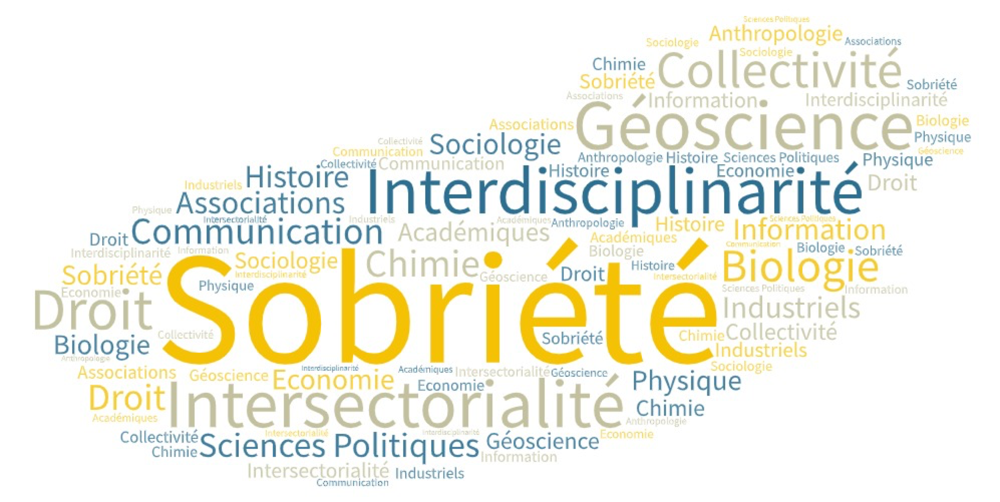 Sciences Politiques
Anthropologie
Sociologie
Associations
Sociologie
Chimie
Collectivité
Sobriété
Sobriété
Associations
Information
Interdisciplinarité
Géoscience
Associations
Biologie
Physique
Collectivité
Sociologie
Communication
Géoscience
Anthropologie
Histoire
Sciences Politiques
Physique
Collectivité
Communication
Histoire
Economie
Histoire
Interdisciplinarité
Droit
Industriels
Associations
Physique
Intersectorialité
Industriels
Académiques
Anthropologie
Histoire
Sciences Politiques
Information
Communication
Droit
Académiques
Académiques
Communication
Interdisciplinarité
Information
Biologie
Biologie
Sobriété
Sociologie
Chimie
Histoire
Biologie
Sobriété
Interdisciplinarité
Géoscience
Droit
Intersectorialité
Physique
Sobriété
Economie
Sciences Politiques
Information
Droit
Industriels
Collectivité
Sobriété
Chimie
Collectivité
Biologie
Industriels
Anthropologie
Sociologie
Associations
Géoscience
Economie
Interdisciplinarité
Académiques
Intersectorialité
Géoscience
Economie
Physique
Droit
Intersectorialité
Chimie
Académiques
Anthropologie
Collectivité
Intersectorialité
Interdisciplinarité
Economie
Chimie
Sciences Politiques
Géoscience
Information
Intersectorialité
Industriels
Communication